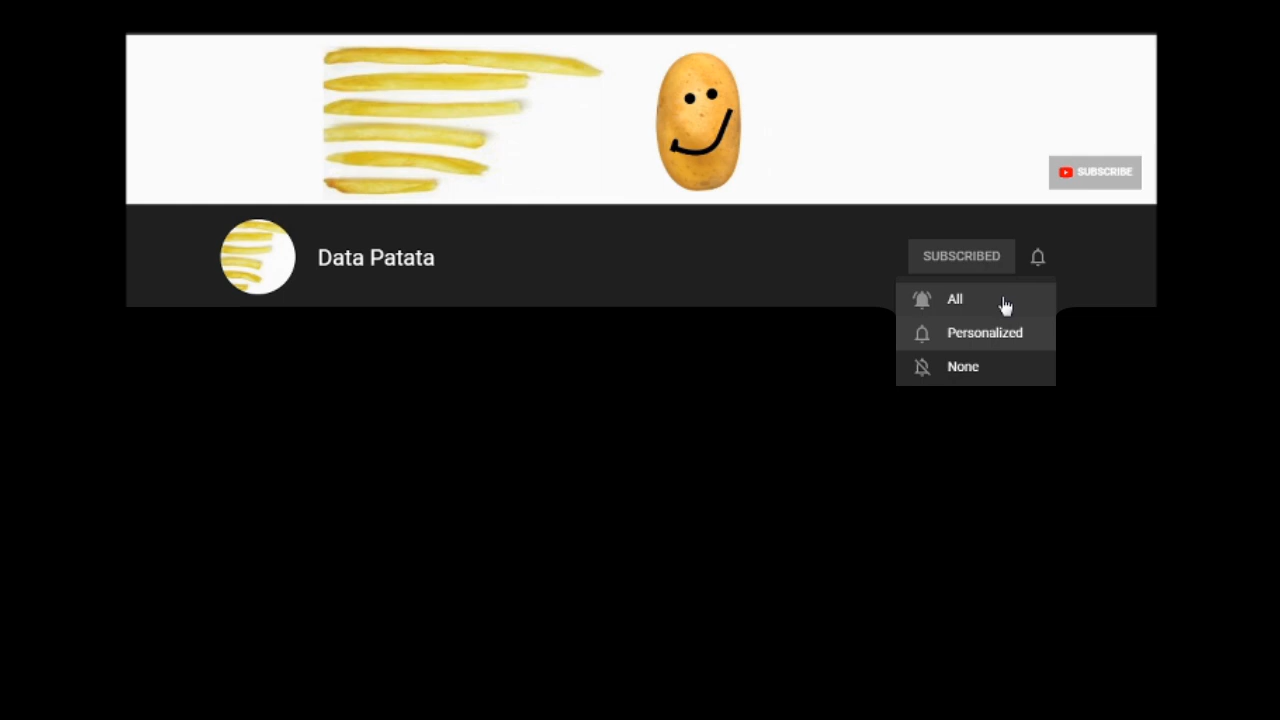 SUBSCRIBE
Data Patata
SUBSCRIBED
All
Personalized
None